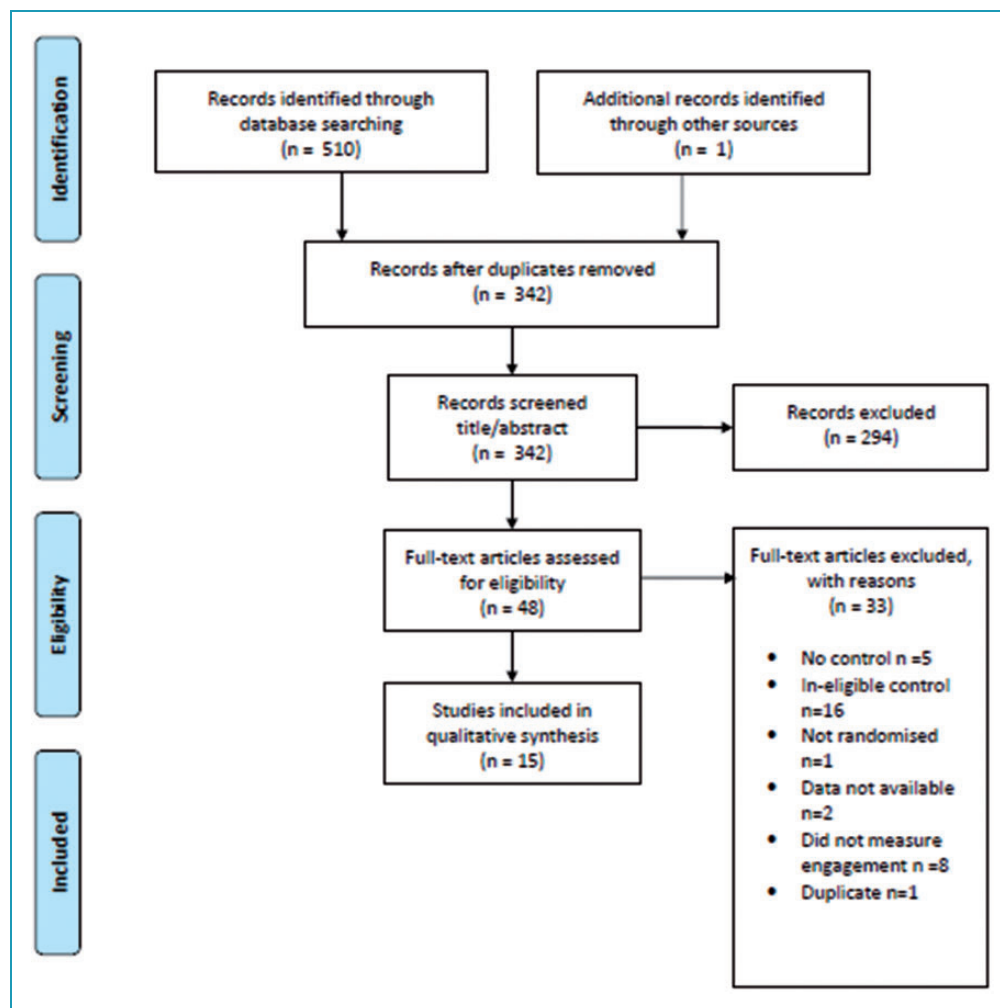 Identification
Records identified through
database searching
(n = 510)
Additional records identified
through other sources
(n = 1)
Records after duplicates removed
(n = 342)
Screening
Records screened
title/abstract
(n = 342)
Records excluded
(n = 294)
Eligibility
Full-text articles assessed
for eligibility
(n = 48)
Full-text articles excluded,
with reasons
(n = 33)
• No control n =5
• In-eligible control
n=16
• Not randomised
n=1
• Data not available
n=2
• Did not measure
engagement n =8
• Duplicate n=1
Studies included in
qualitative synthesis
(n = 15)
Included